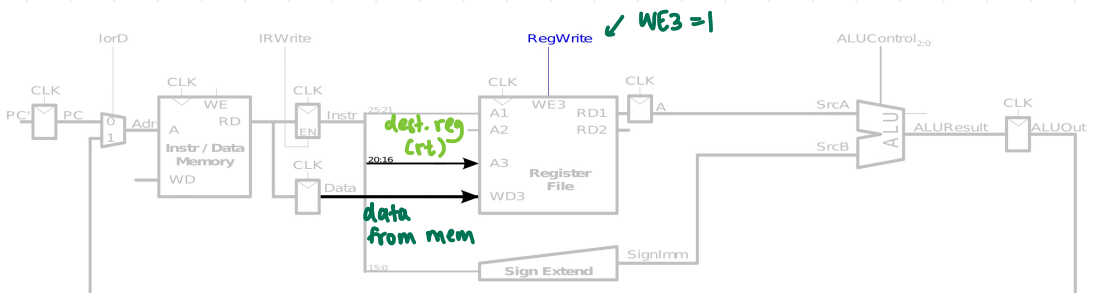 WE3 = 1
IorD
IRWrite
RegWrite
ALUControl2:0
CLK
CLK
CLK
CLK
CLK
CLK
CLK
PC'
PC
0
1
Adr
A
WE
RD
Instr / Data
Memory
WD
EN
Instr
25:21
dest. reg
(rt)
20:16
Data
data
from mem
15:0
A1
A2
A3
WD3
WE3
RD1
RD2
Register
File
Sign Extend
SignImm
A
SrcA
SrcB
ALU
ALUResult
ALUOut